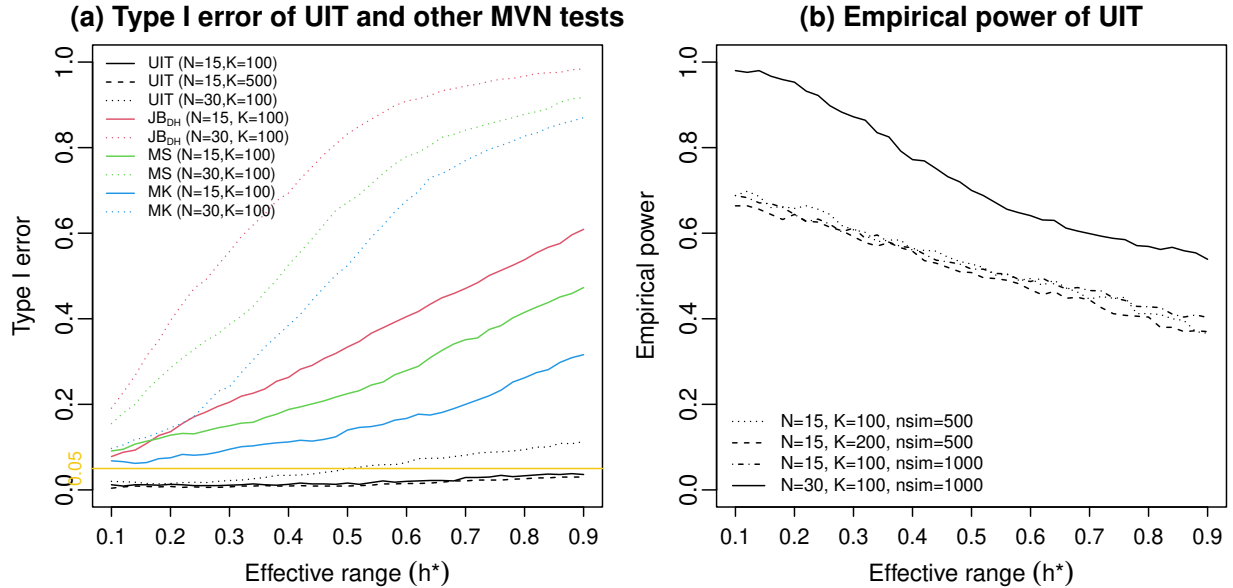 (a) Type I error of UIT and other MVN tests
1.0
0.8
0.6
0.4
0.2
0.0
0.05
Type I error
UIT (N=15,K=100)
UIT (N=15,K=500)
UIT (N=30,K=100)
JBDH (N=15, K=100)
JBDH (N=30, K=100)
MS (N=15,K=100)
MS (N=30,K=100)
MK (N=15,K=100)
MK (N=30,K=100)
0.1 0.2 0.3 0.4 0.5 0.6 0.7 0.8 0.9
Effective range (h*)
(b) Empirical power of UIT
1.0
0.8
0.6
0.4
0.2
0.0
Empirical power
N=15, K=100, nsim=500
N=15, K=200, nsim=500
N=15, K=100, nsim=1000
N=30, K=100, nsim=1000
0.1 0.2 0.3 0.4 0.5 0.6 0.7 0.8 0.9
Effective range (h*)